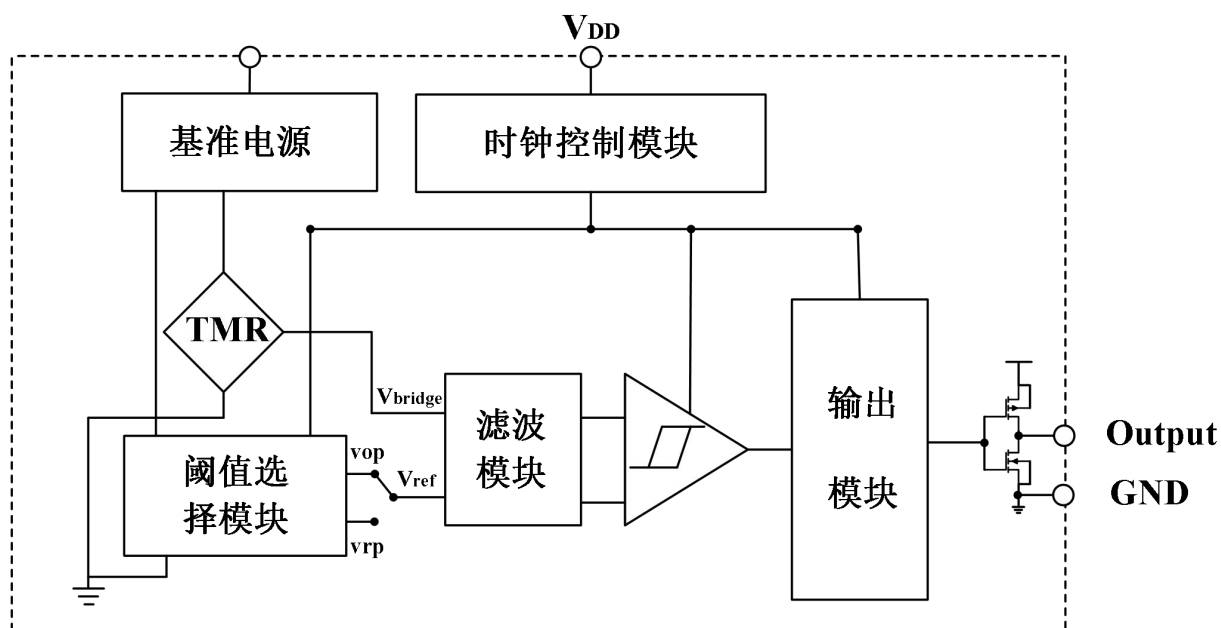 VDD
基准电源
时钟控制模块
TMR
Vbridge
滤波
模块
输出
模块
阈值选
择模块
vop
Vref
vrp
Output
GND